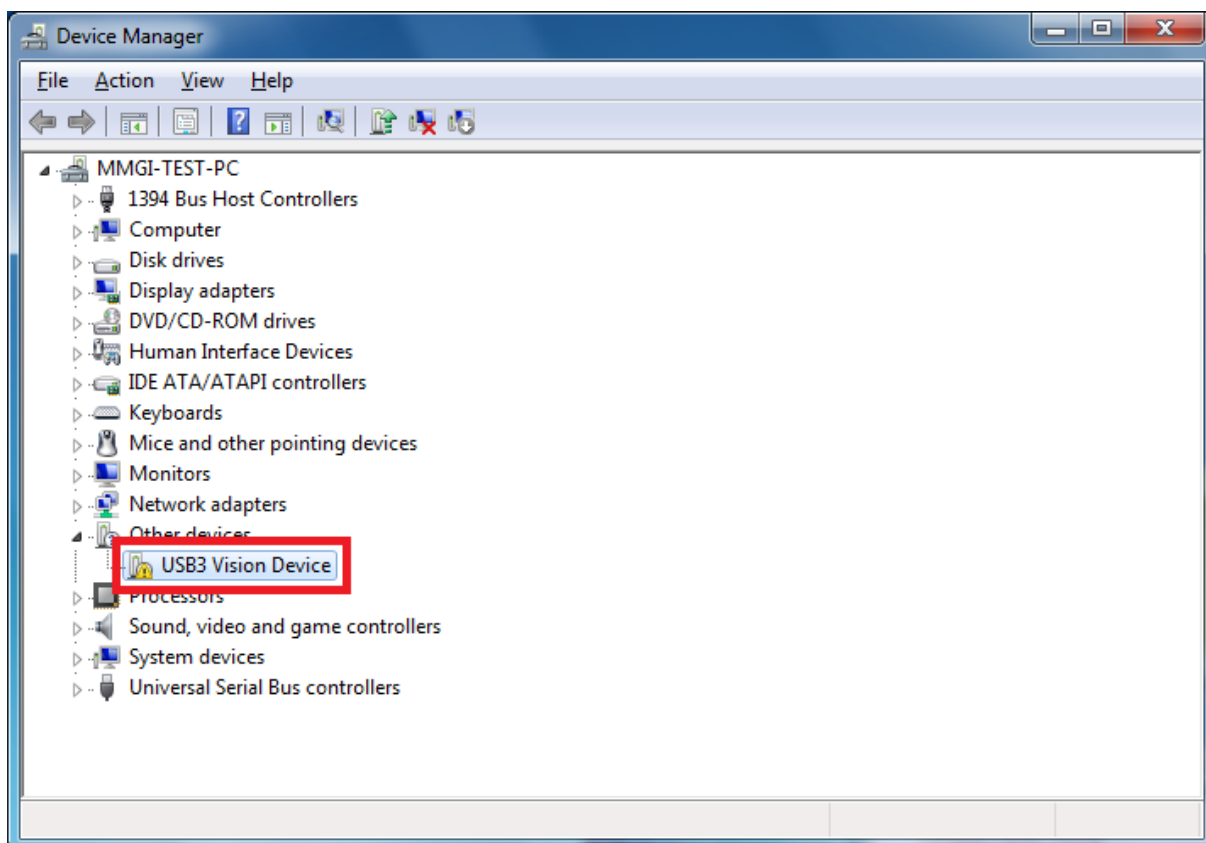 Device Manager
File Action View Help
MMGI-TEST-PC
1394 Bus Host Controllers
Computer
Disk drives
Display adapters
DVD/CD-ROM drives
Human Interface Devices
IDE ATA/ATAPI controllers
Keyboards
Mice and other pointing devices
Monitors
Network adapters
Other devices
USB3 Vision Device
Processors
Sound, video and game controllers
System devices
Universal Serial Bus controllers